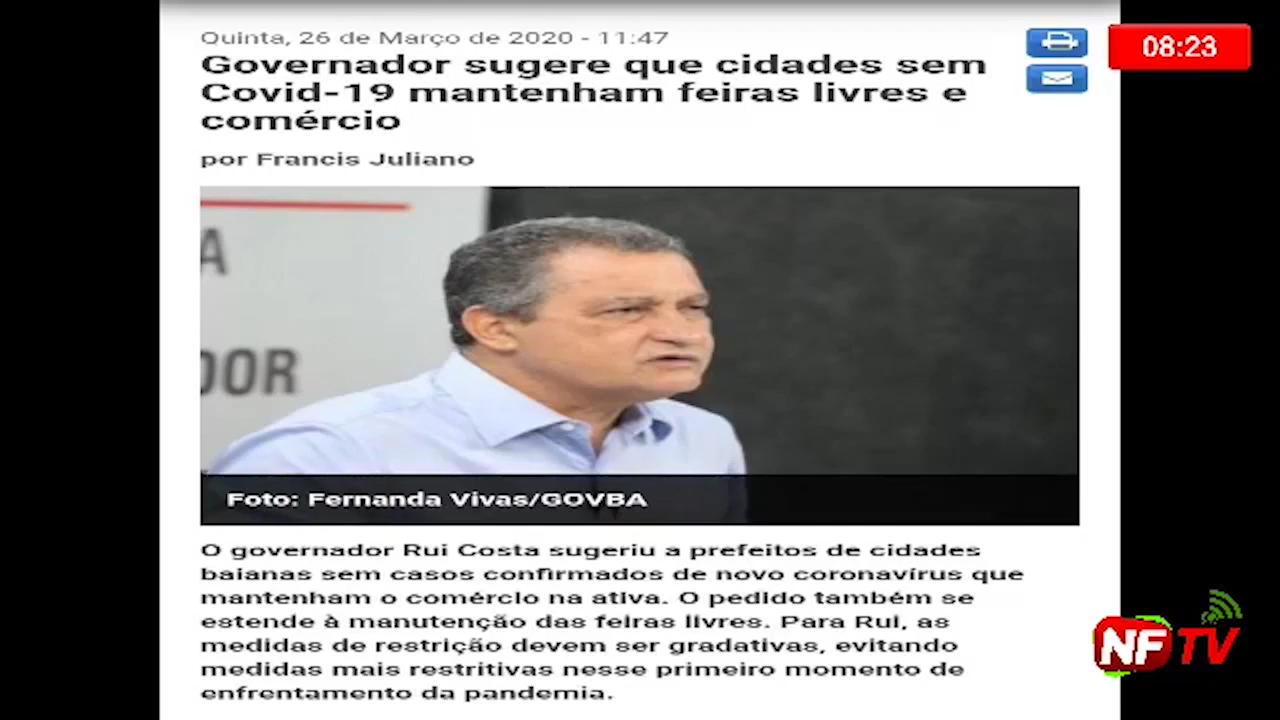 Quinta, 26 de Março de 2020 - 11:47
08:23
Governador sugere que cidades sem
Covid-19 mantenham feiras livres e
comércio
por Francis Juliano
A
DOR
Foto: Fernanda Vivas/GOVBA
O governador Rui Costa sugeriu a prefeitos de cidades
baianas sem casos confirmados de novo coronavírus que
mantenham o comércio na ativa. O pedido também se
estende à manutenção das feiras livres. Para Rui, as
medidas de restrição devem ser gradativas, evitando
medidas mais restritivas nesse primeiro momento de
enfrentamento da pandemia.
NF TV